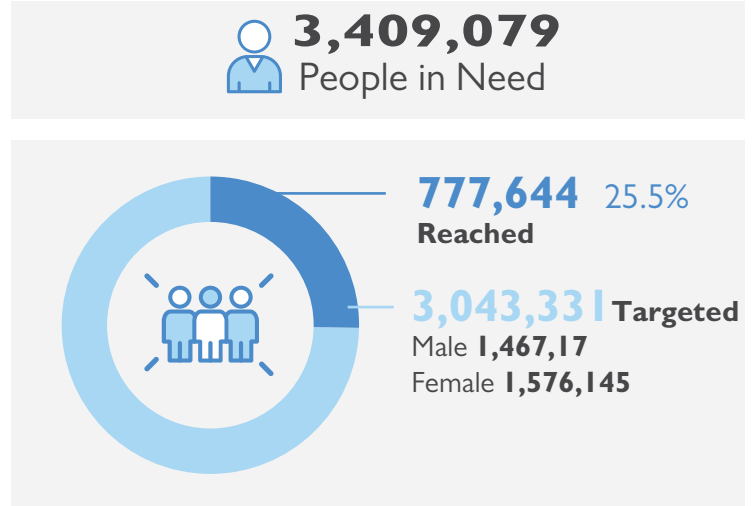 3,409,079
People in Need
777,644 25.5%
Reached
3,043,331 Targeted
Male 1,467,17
Female 1,576,145